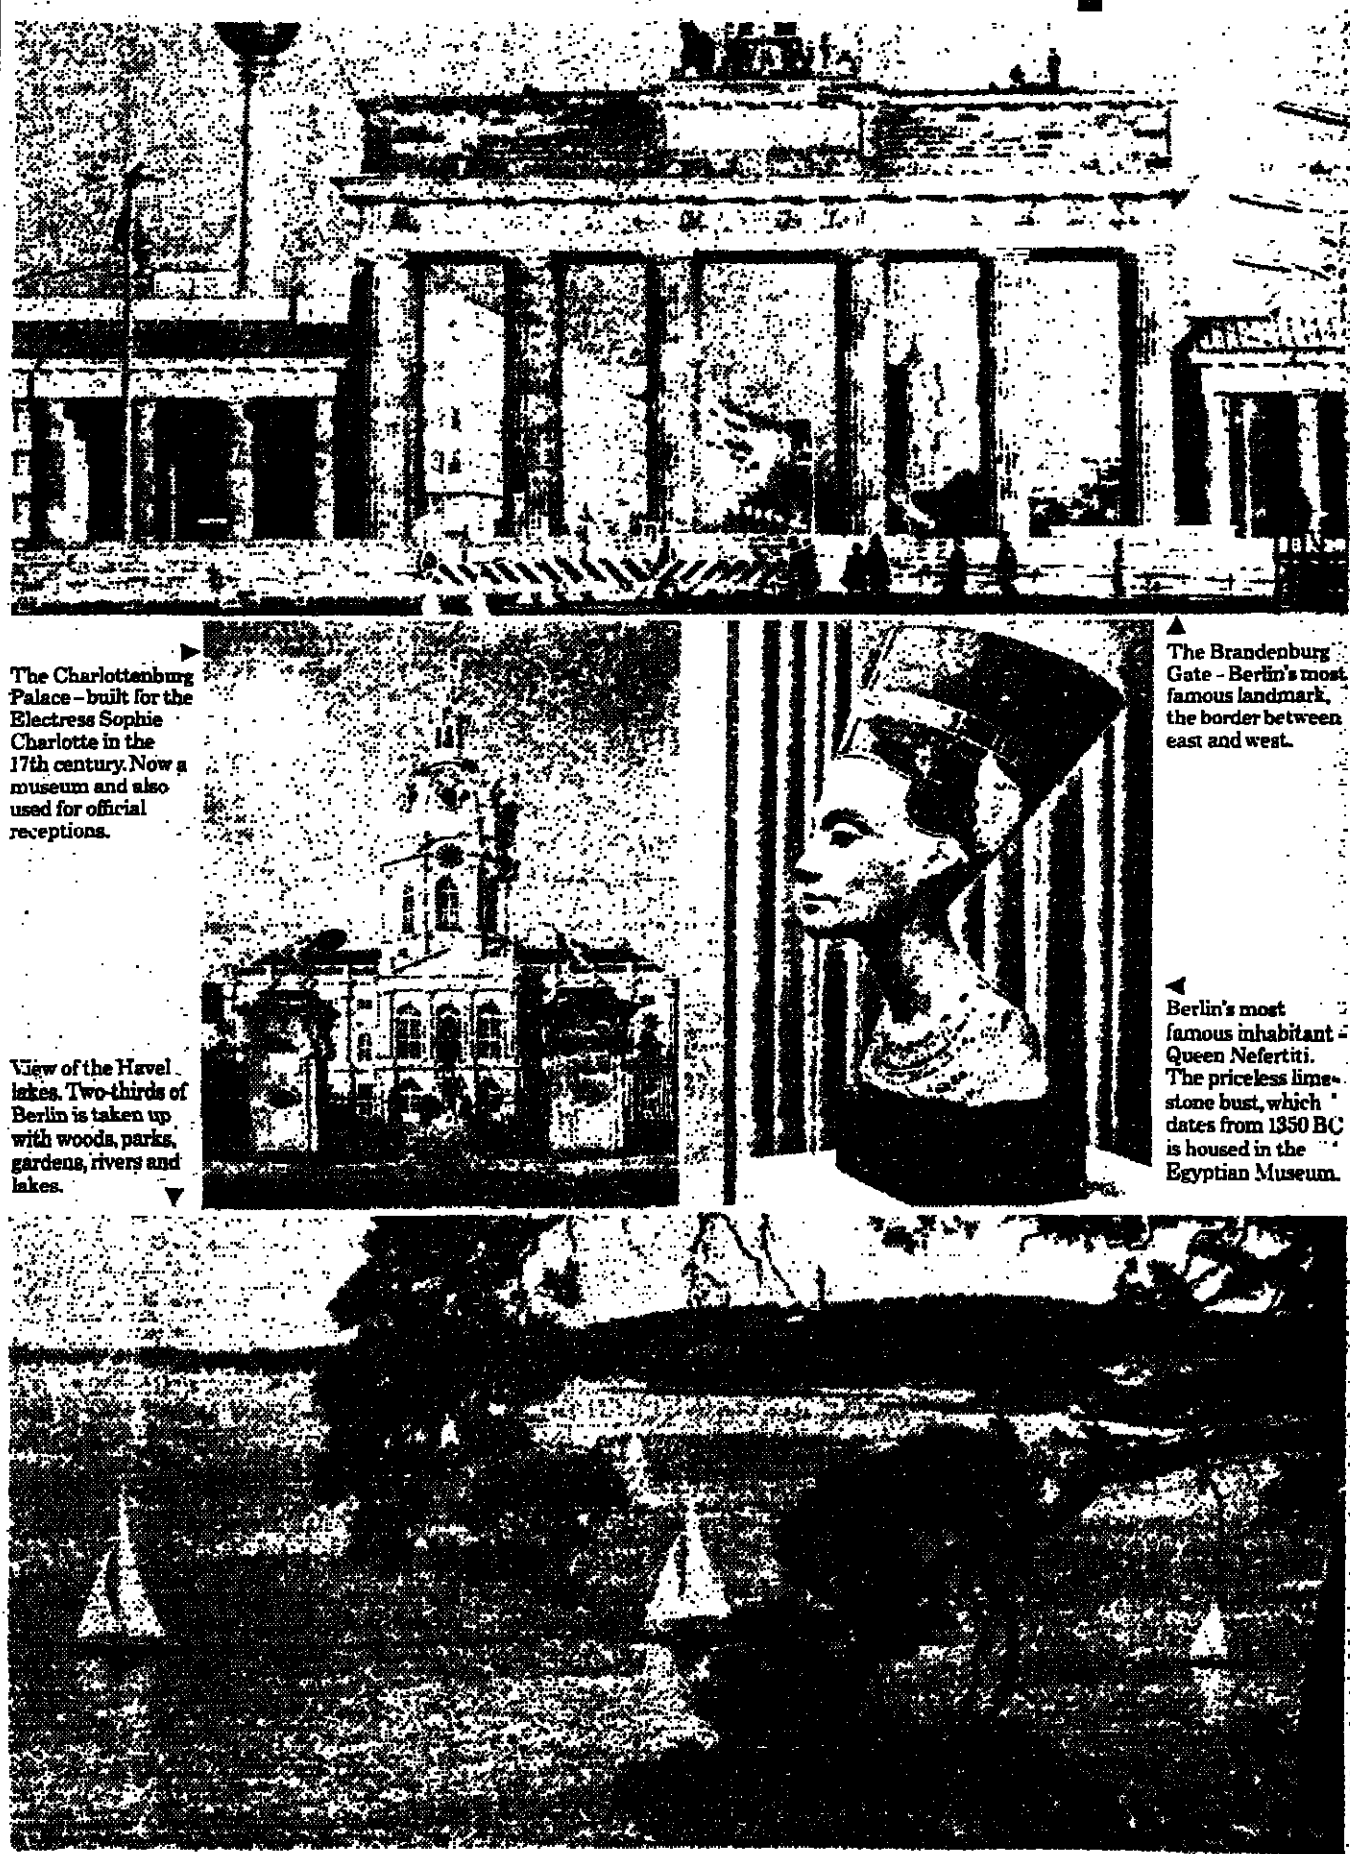 The Charlottenburg
Palace – built for the
Electress Sophie
Charlotte in the
17th century. Now a
museum and also
used for official
receptions.
The Brandenburg
Gate – Berlin's most
famous landmark,
the border between
east and west.
View of the Havel
lakes. Two-thirds of
Berlin is taken up
with woods, parks,
gardens, rivers and
lakes.
Berlin's most
famous inhabitant –
Queen Nefertiti.
The priceless lime-
stone bust, which
dates from 1350 BC
is housed in the
Egyptian Museum.